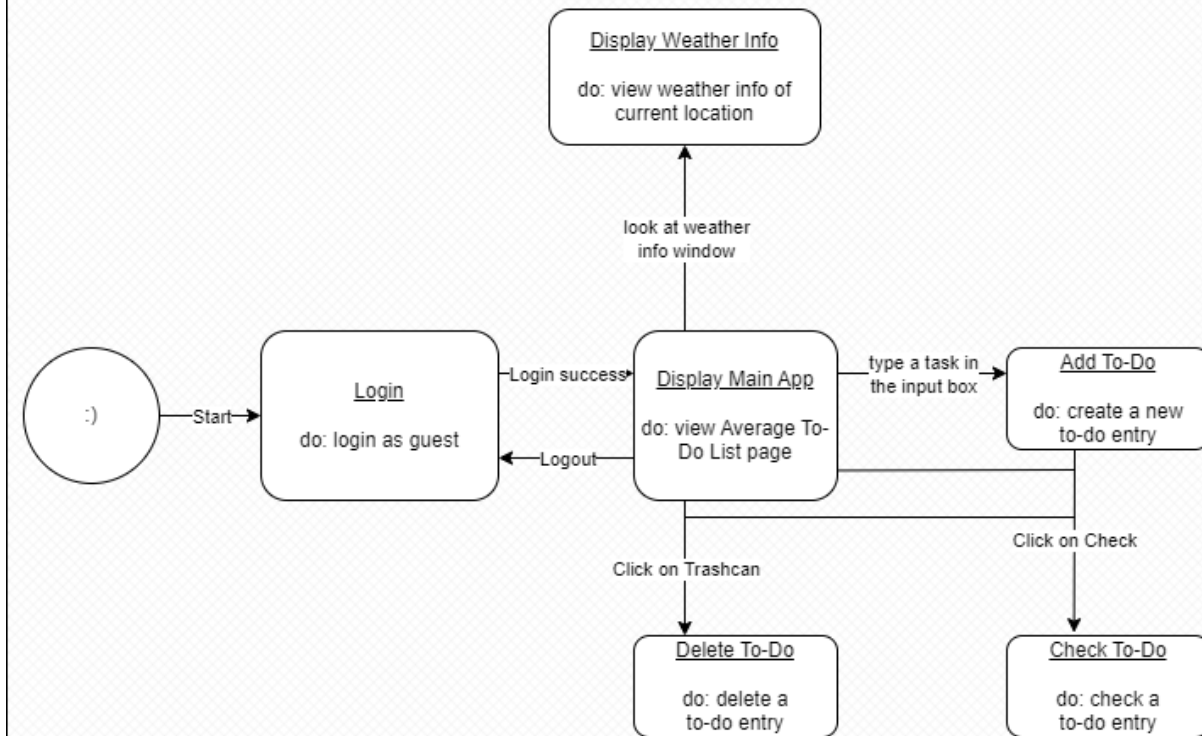 Display Weather Info
do: view weather info of
current location
look at weather
info window
:)
Start
Login
do: login as guest
Login success
Logout
Display Main App
do: view Average To-
Do List page
type a task in
the input box
Add To-Do
do: create a new
to-do entry
Click on Trashcan
Click on Check
Delete To-Do
do: delete a
to-do entry
Check To-Do
do: check a
to-do entry